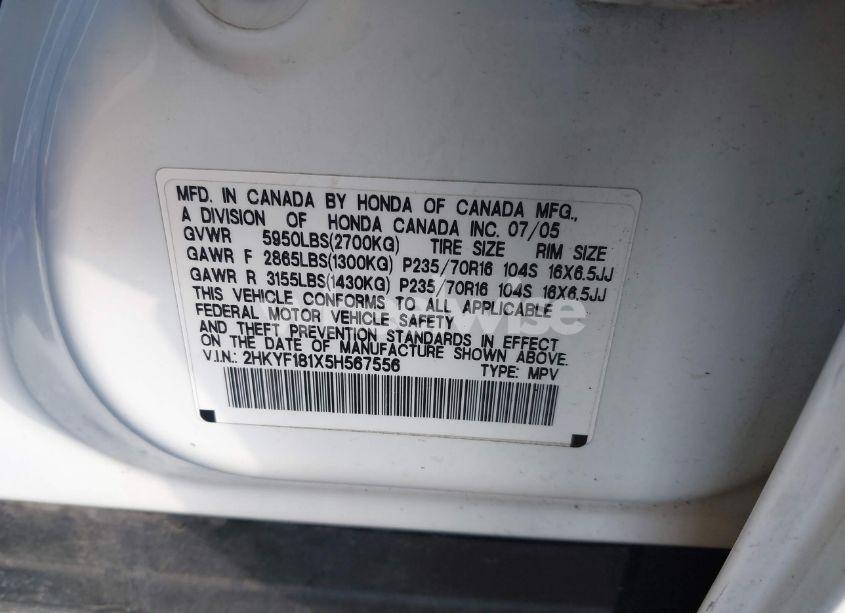 MFD. IN CANADA BY HONDA OF CANADA MFG.,
A DIVISION OF HONDA CANADA INC. 07/05
GVWR 5950LBS(2700KG) TIRE SIZE RIM SIZE
GAWR F 2865LBS(1300KG) P235/70R16 104S 16X6.5JJ
GAWR R 3155LBS(1430KG) P235/70R16 104S 16X6.5JJ
THIS VEHICLE CONFORMS TO ALL APPLICABLE
FEDERAL MOTOR VEHICLE SAFETY
AND THEFT PREVENTION STANDARDS IN EFFECT
ON THE DATE OF MANUFACTURE SHOWN ABOVE.
V.I.N.: 2HKYF181X5H567556 TYPE: MPV